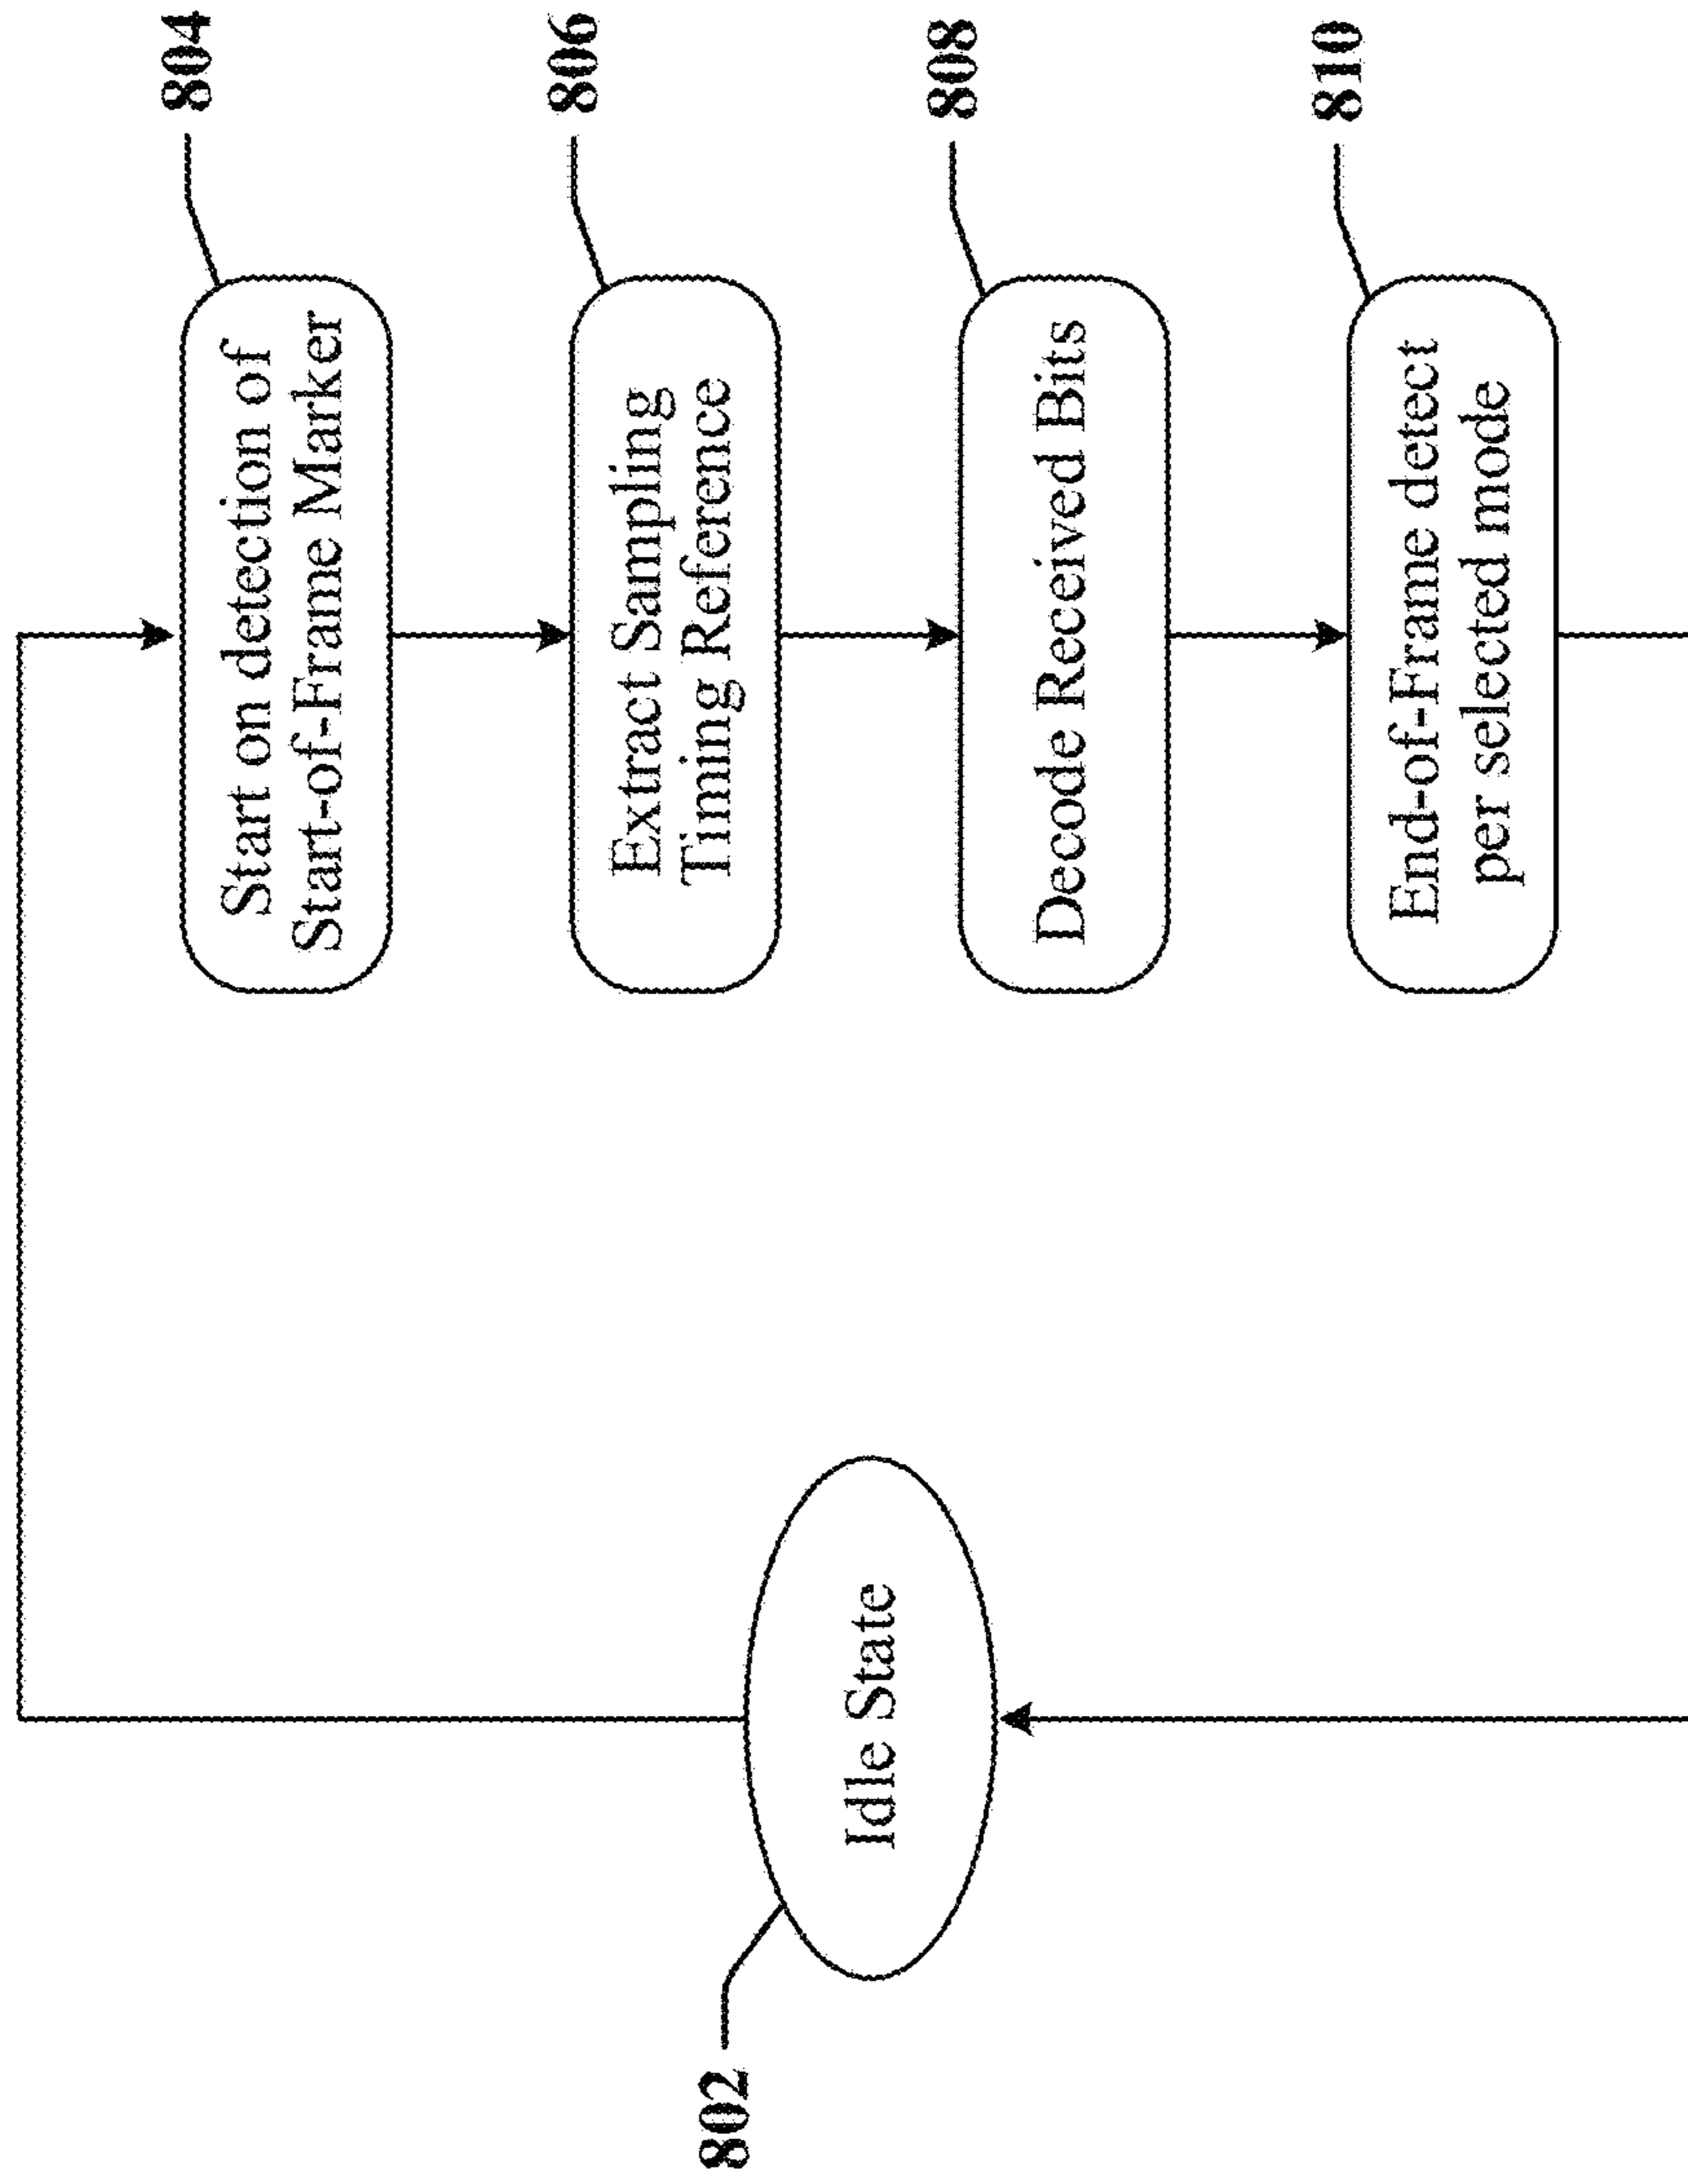 802
Idle State
804
Start on detection of
Start-of-Frame Marker
806
Extract Sampling
Timing Reference
808
Decode Received Bits
810
End-of-Frame detect
per selected mode